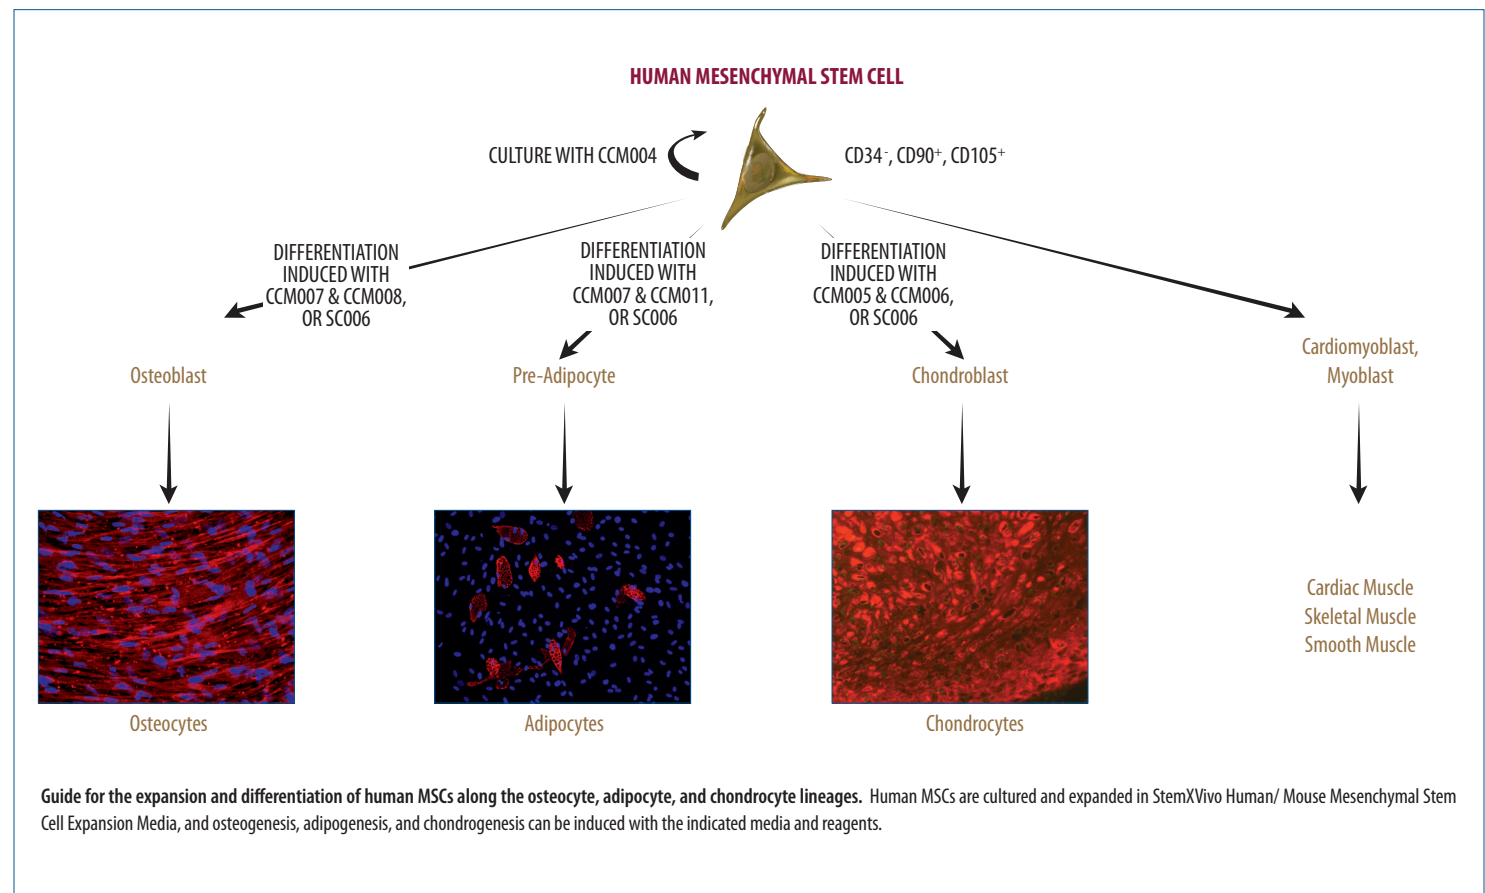 HUMAN MESENCHYMAL STEM CELL
CULTURE WITH CCM004
CD34⁻, CD90⁺, CD105⁺
DIFFERENTIATION
INDUCED WITH
CCM007 & CCM008,
OR SC006
DIFFERENTIATION
INDUCED WITH
CCM007 & CCM011,
OR SC006
DIFFERENTIATION
INDUCED WITH
CCM005 & CCM006,
OR SC006
Osteoblast
Pre-Adipocyte
Chondroblast
Cardiomyoblast,
Myoblast
Cardiac Muscle
Skeletal Muscle
Smooth Muscle
Osteocytes
Adipocytes
Chondrocytes
Guide for the expansion and differentiation of human MSCs along the osteocyte, adipocyte, and chondrocyte lineages. Human MSCs are cultured and expanded in StemXVivo Human/ Mouse Mesenchymal Stem
Cell Expansion Media, and osteogenesis, adipogenesis, and chondrogenesis can be induced with the indicated media and reagents.